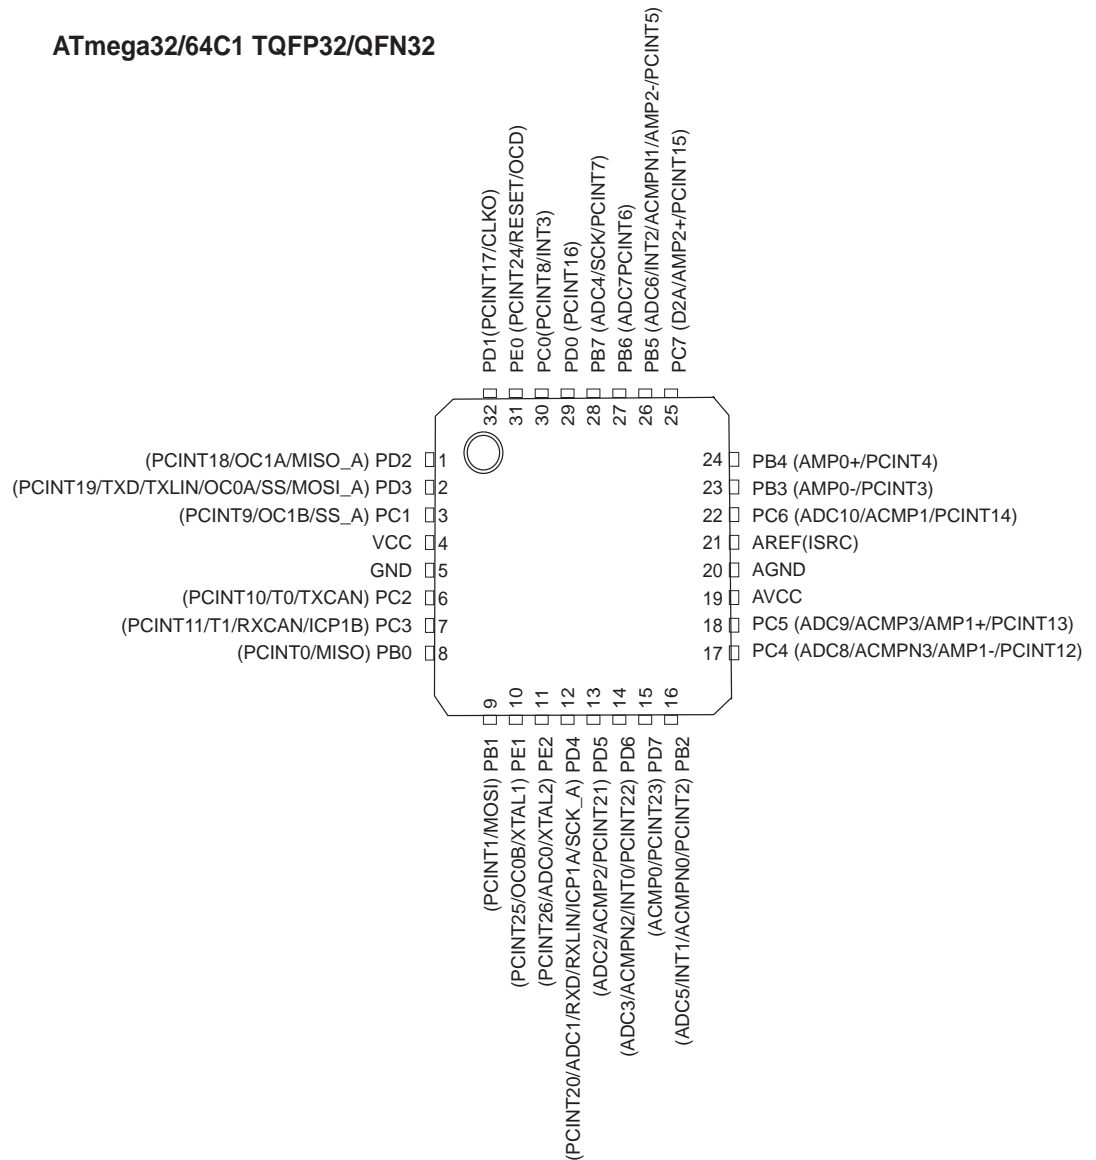 ATmega32/64C1 TQFP32/QFN32
PD1(PCINT17/CLKO)
PE0 (PCINT24/RESET/OCD)
PC0(PCINT8/INT3)
PD0 (PCINT16)
PB7 (ADC4/SCK/PCINT7)
PB6 (ADC7PCINT6)
PB5 (ADC6/INT2/ACMPN1/AMP2-/PCINT5)
PC7 (D2A/AMP2+/PCINT15)
32
31
30
29
28
27
26
25
(PCINT18/OC1A/MISO_A) PD2 1
(PCINT19/TXD/TXLIN/OC0A/SS/MOSI_A) PD3 2
(PCINT9/OC1B/SS_A) PC1 3
VCC 4
GND 5
(PCINT10/T0/TXCAN) PC2 6
(PCINT11/T1/RXCAN/ICP1B) PC3 7
(PCINT0/MISO) PB0 8
24 PB4 (AMP0+/PCINT4)
23 PB3 (AMP0-/PCINT3)
22 PC6 (ADC10/ACMP1/PCINT14)
21 AREF(ISRC)
20 AGND
19 AVCC
18 PC5 (ADC9/ACMP3/AMP1+/PCINT13)
17 PC4 (ADC8/ACMPN3/AMP1-/PCINT12)
9
10
11
12
13
14
15
16
(PCINT1/MOSI) PB1
(PCINT25/OC0B/XTAL1) PE1
(PCINT26/ADC0/XTAL2) PE2
(PCINT20/ADC1/RXD/RXLIN/ICP1A/SCK_A) PD4
(ADC2/ACMP2/PCINT21) PD5
(ADC3/ACMPN2/INT0/PCINT22) PD6
(ACMP0/PCINT23) PD7
(ADC5/INT1/ACMPN0/PCINT2) PB2